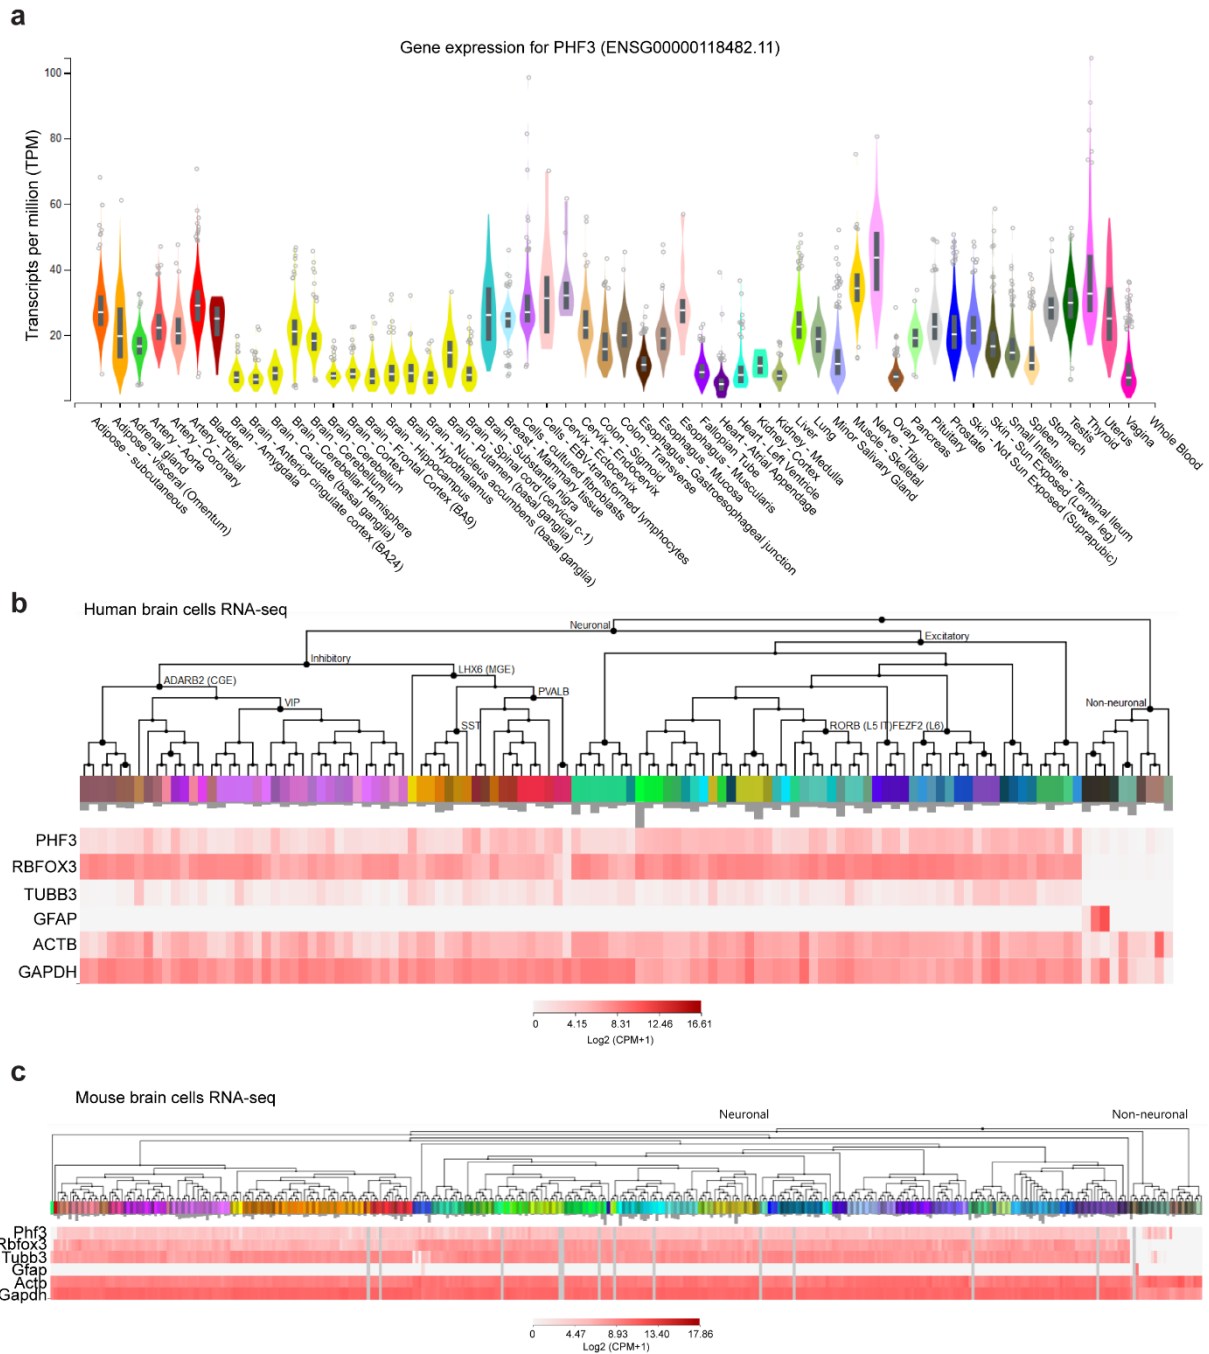 a
Gene expression for PHF3 (ENSG00000118482.11)
Transcripts per million (TPM)
100
80
60
40
20
Adipose - subcutaneous
Adipose - visceral (Omentum)
Adrenal gland
Artery - Aorta
Artery - Coronary
Artery - Tibial
Bladder
Brain - Amygdala
Brain - Anterior cingulate cortex (BA24)
Brain - Caudate (basal ganglia)
Brain - Cerebellar Hemisphere
Brain - Cerebellum
Brain - Cortex
Brain - Frontal Cortex (BA9)
Brain - Hippocampus
Brain - Hypothalamus
Brain - Nucleus accumbens (basal ganglia)
Brain - Putamen (basal ganglia)
Brain - Spinal cord (cervical c-1)
Brain - Substantia nigra
Breast - Mammary tissue
Cells - cultured fibroblasts
Cells - EBV-transformed lymphocytes
Cervix - Ectocervix
Cervix - Endocervix
Colon - Sigmoid
Colon - Transverse
Esophagus - Gastroesophageal junction
Esophagus - Mucosa
Esophagus - Muscularis
Fallopian Tube
Heart - Atrial Appendage
Heart - Left Ventricle
Kidney - Cortex
Kidney - Medulla
Liver
Lung
Minor Salivary Gland
Muscle - Skeletal
Nerve - Tibial
Ovary
Pancreas
Pituitary
Prostate
Skin - Not Sun Exposed (Suprapubic)
Skin - Sun Exposed (Lower leg)
Small Intestine - Terminal Ileum
Spleen
Stomach
Testis
Thyroid
Uterus
Vagina
Whole Blood
b
Human brain cells RNA-seq
Neuronal
Excitatory
Inhibitory
LHX6 (MGE)
ADARB2 (CGE)
PVALB
VIP
Non-neuronal
SST
RORB (L5 IT)
FEZF2 (L6)
PHF3
RBFOX3
TUBB3
GFAP
ACTB
GAPDH
0 4.15 8.31 12.46 16.61
Log2 (CPM+1)
c
Mouse brain cells RNA-seq
Neuronal
Non-neuronal
Phf3
Rbfox3
Tubb3
Gfap
Actb
Gapdh
0 4.47 8.93 13.40 17.86
Log2 (CPM+1)